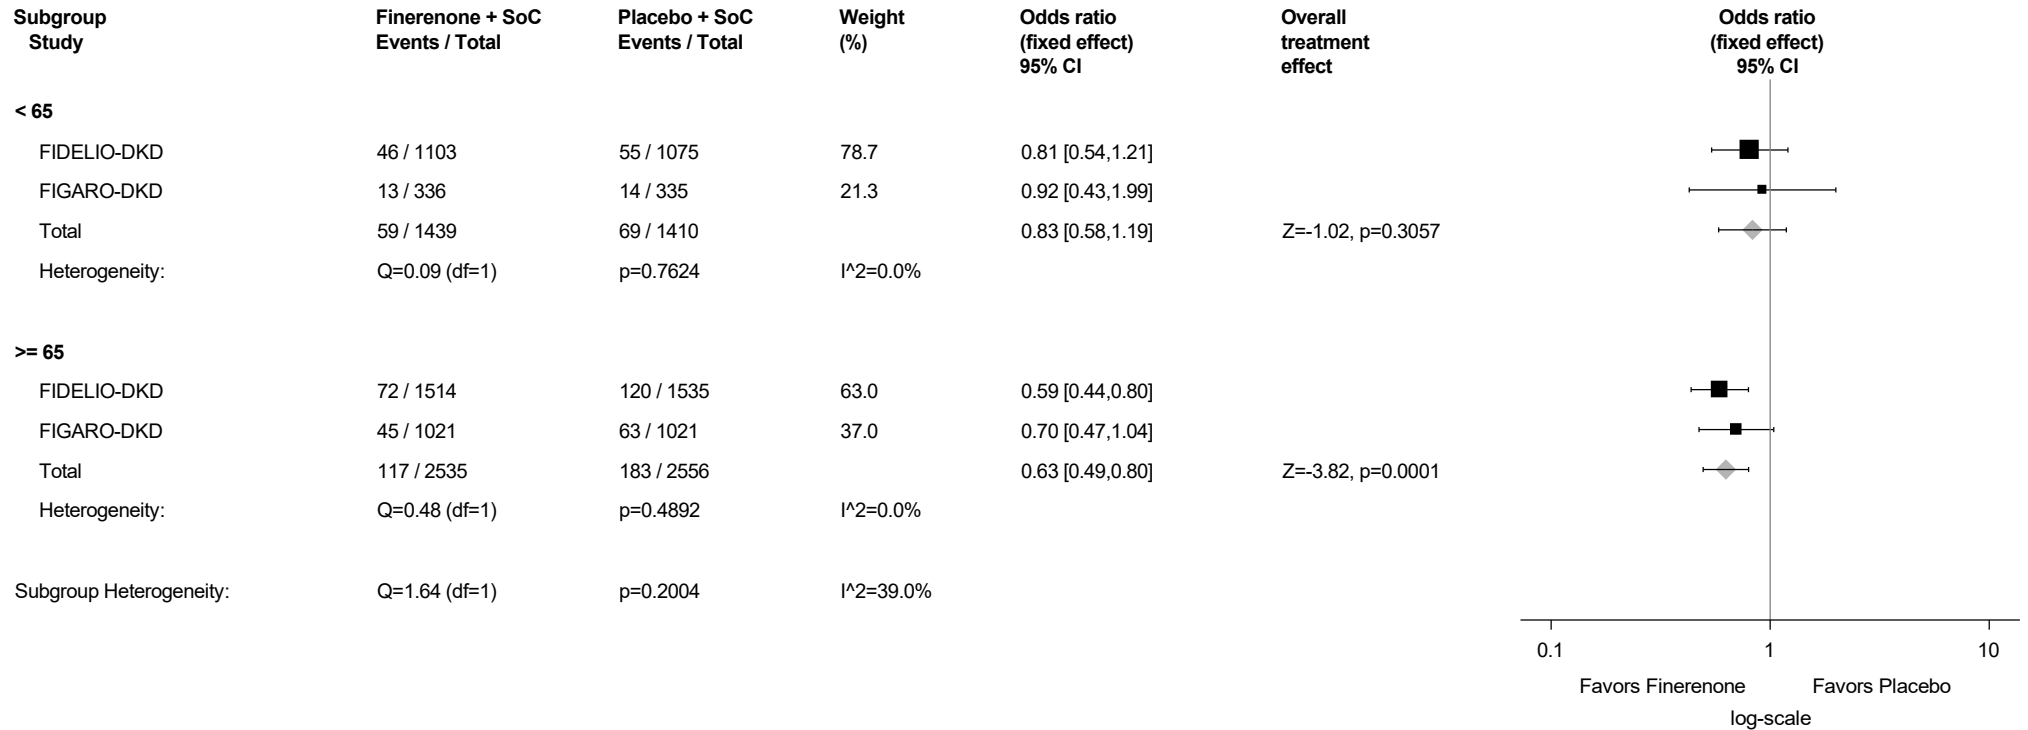 Subgroup Finerenone + SoC Placebo + SoC Weight Odds ratio Overall Odds ratio
Study Events / Total Events / Total (%) (fixed effect) treatment (fixed effect)
95% CI effect 95% CI
< 65
FIDELIO-DKD 46 / 1103 55 / 1075 78.7 0.81 [0.54,1.21]
FIGARO-DKD 13 / 336 14 / 335 21.3 0.92 [0.43,1.99]
Total 59 / 1439 69 / 1410 0.83 [0.58,1.19] Z=-1.02, p=0.3057
Heterogeneity: Q=0.09 (df=1) p=0.7624 I^2=0.0%
>= 65
FIDELIO-DKD 72 / 1514 120 / 1535 63.0 0.59 [0.44,0.80]
FIGARO-DKD 45 / 1021 63 / 1021 37.0 0.70 [0.47,1.04]
Total 117 / 2535 183 / 2556 0.63 [0.49,0.80] Z=-3.82, p=0.0001
Heterogeneity: Q=0.48 (df=1) p=0.4892 I^2=0.0%
Subgroup Heterogeneity: Q=1.64 (df=1) p=0.2004 I^2=39.0%
0.1 1 10
Favors Finerenone Favors Placebo
log-scale